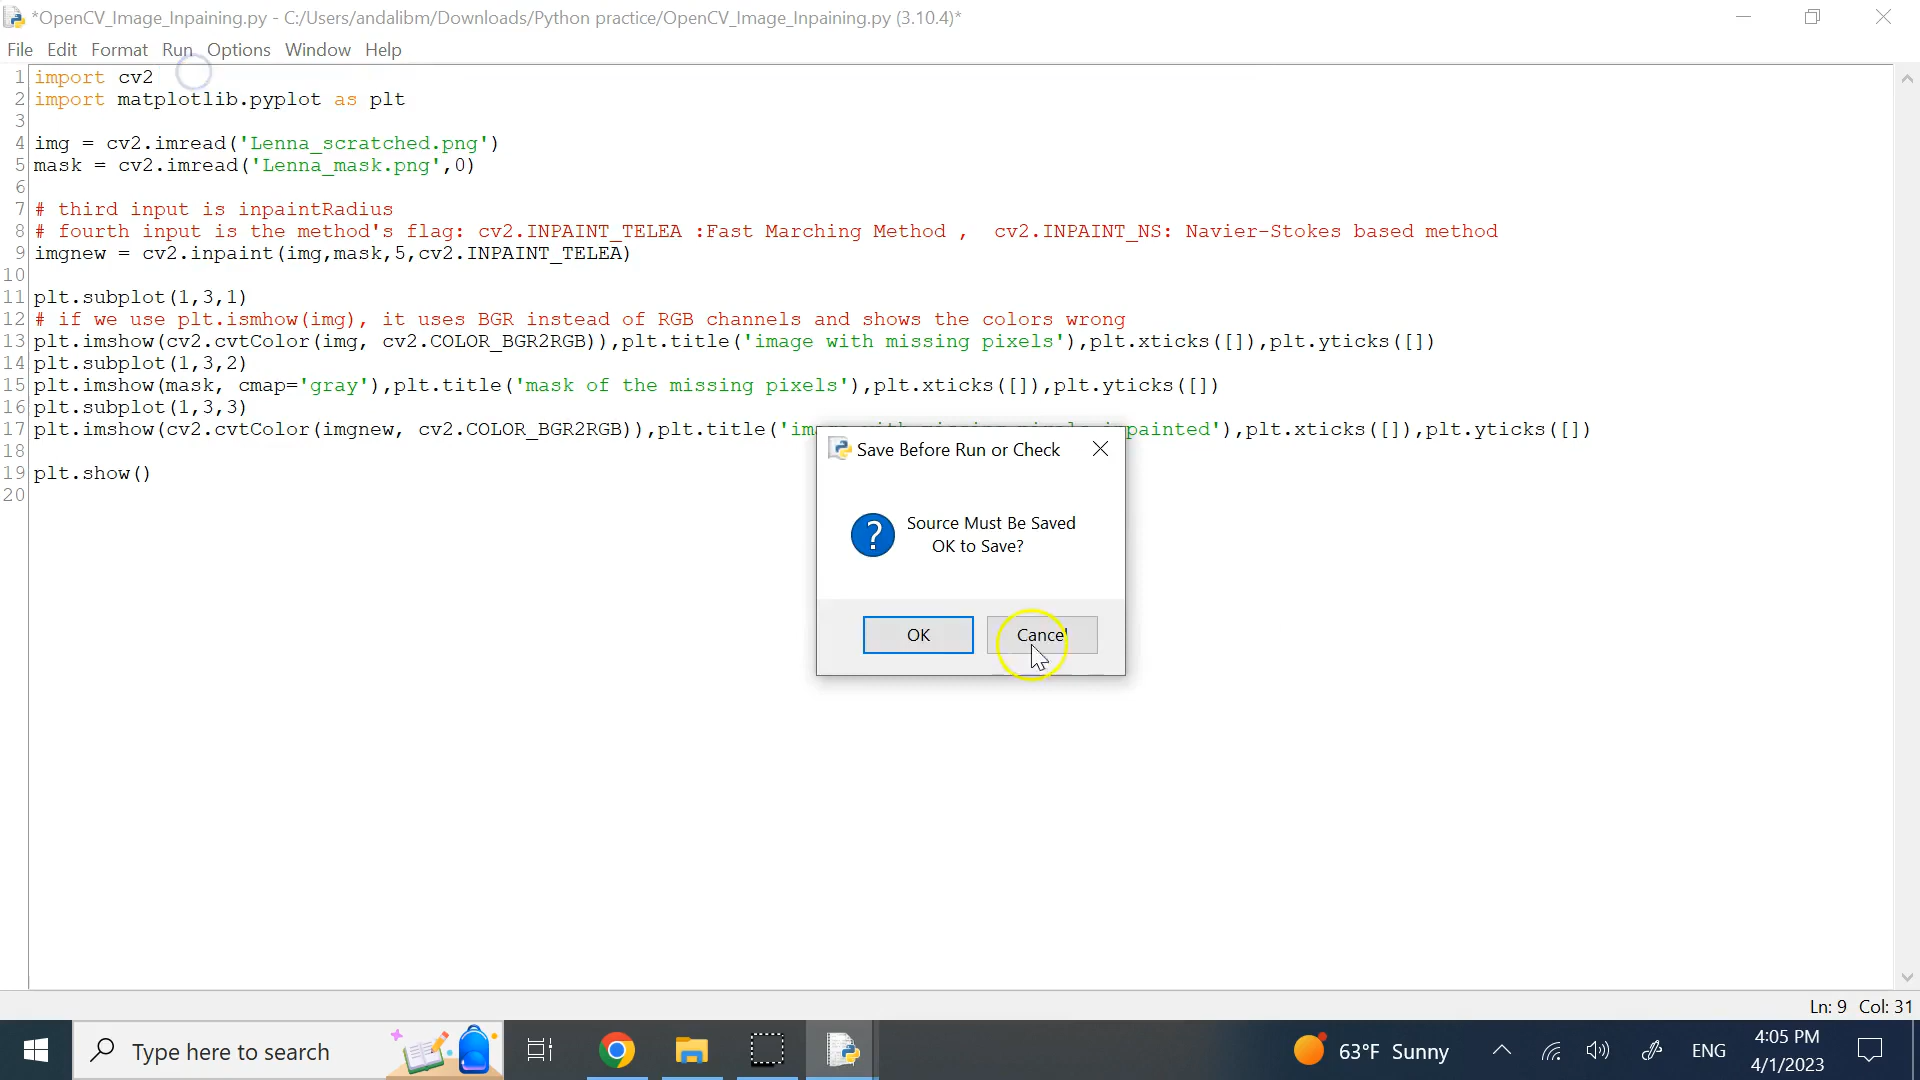 *OpenCV_Image_Inpaining.py - C:/Users/andalibm/Downloads/Python practice/OpenCV_Image_Inpaining.py (3.10.4)*
File Edit Format Run Options Window Help
1 import cv2
2 import matplotlib.pyplot as plt
3
4 img = cv2.imread('Lenna_scratched.png')
5 mask = cv2.imread('Lenna_mask.png',0)
6
7 # third input is inpaintRadius
8 # fourth input is the method's flag: cv2.INPAINT_TELEA :Fast Marching Method ,  cv2.INPAINT_NS: Navier-Stokes based method
9 imgnew = cv2.inpaint(img,mask,5,cv2.INPAINT_TELEA)
10
11 plt.subplot(1,3,1)
12 # if we use plt.ismhow(img), it uses BGR instead of RGB channels and shows the colors wrong
13 plt.imshow(cv2.cvtColor(img, cv2.COLOR_BGR2RGB)),plt.title('image with missing pixels'),plt.xticks([]),plt.yticks([])
14 plt.subplot(1,3,2)
15 plt.imshow(mask, cmap='gray'),plt.title('mask of the missing pixels'),plt.xticks([]),plt.yticks([])
16 plt.subplot(1,3,3)
17 plt.imshow(cv2.cvtColor(imgnew, cv2.COLOR_BGR2RGB)),plt.title('im painted'),plt.xticks([]),plt.yticks([])
18
19 plt.show()
20
Save Before Run or Check
Source Must Be Saved
OK to Save?
OK Cancel
Ln: 9 Col: 31
Type here to search
63°F Sunny
ENG
4:05 PM
4/1/2023